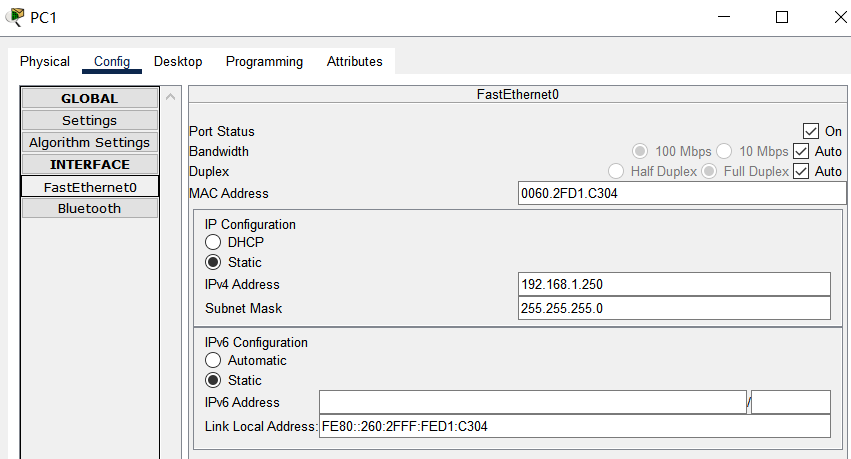 PC1
Physical Config Desktop Programming Attributes
GLOBAL
Settings
Algorithm Settings
INTERFACE
FastEthernet0
Bluetooth
FastEthernet0
Port Status On
Bandwidth 100 Mbps 10 Mbps Auto
Duplex Half Duplex Full Duplex Auto
MAC Address 0060.2FD1.C304
IP Configuration
DHCP
Static
IPv4 Address 192.168.1.250
Subnet Mask 255.255.255.0
IPv6 Configuration
Automatic
Static
IPv6 Address /
Link Local Address: FE80::260:2FFF:FED1:C304